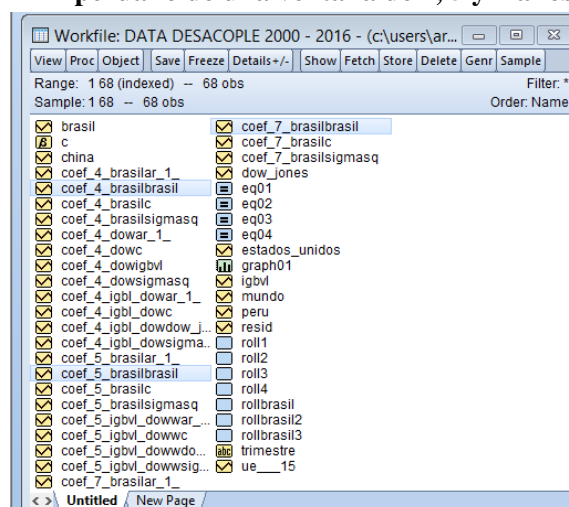 Workfile: DATA DESACOPLE 2000 - 2016 - (c:\users\ar...
View Proc Object Save Freeze Details+/- Show Fetch Store Delete Genr Sample
Range: 1 68 (indexed) -- 68 obs Filter: *
Sample: 1 68 -- 68 obs Order: Name
brasil
c
china
coef_4_brasilar_1_
coef_4_brasilbrasil
coef_4_brasilc
coef_4_brasilsigmasq
coef_4_dowar_1_
coef_4_dowc
coef_4_dowigbvl
coef_4_dowsigmasq
coef_4_igbl_dowar_1_
coef_4_igbl_dowc
coef_4_igbl_dowdow_j...
coef_4_igbl_dowsigma...
coef_5_brasilar_1_
coef_5_brasilbrasil
coef_5_brasilc
coef_5_brasilsigmasq
coef_5_igbvl_dowwar_...
coef_5_igbvl_dowwc
coef_5_igbvl_dowwdo...
coef_5_igbvl_dowwsig...
coef_7_brasilar_1_
coef_7_brasilbrasil
coef_7_brasilc
coef_7_brasilsigmasq
dow_jones
eq01
eq02
eq03
eq04
estados_unidos
graph01
igbvl
mundo
peru
resid
roll1
roll2
roll3
roll4
rollbrasil
rollbrasil2
rollbrasil3
trimestre
ue___15
Untitled New Page